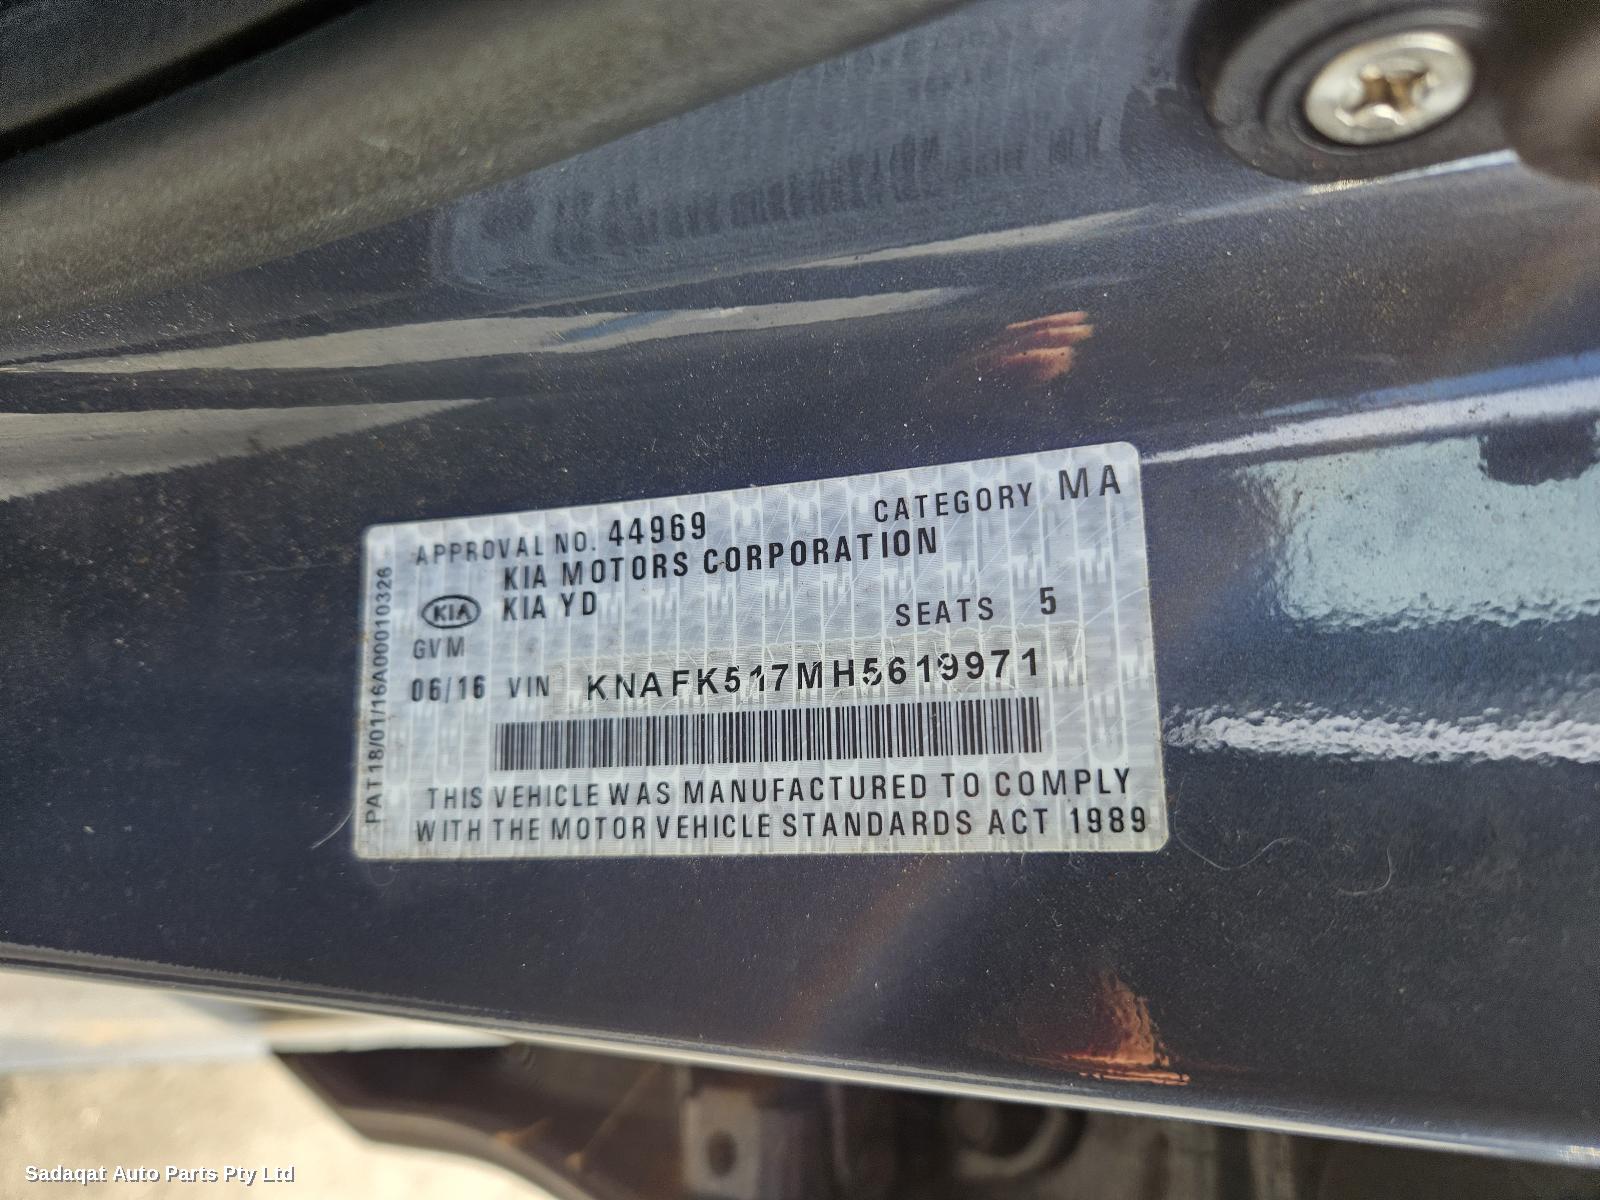 APPROVAL NO. 44969 CATEGORY MA
KIA MOTORS CORPORATION
KIA KIA YD SEATS 5
GVM
06/16 VIN KNAFK517MH5619971
THIS VEHICLE WAS MANUFACTURED TO COMPLY
WITH THE MOTOR VEHICLE STANDARDS ACT 1989
PAT18/01/16A00010326
Sadaqat Auto Parts Pty Ltd